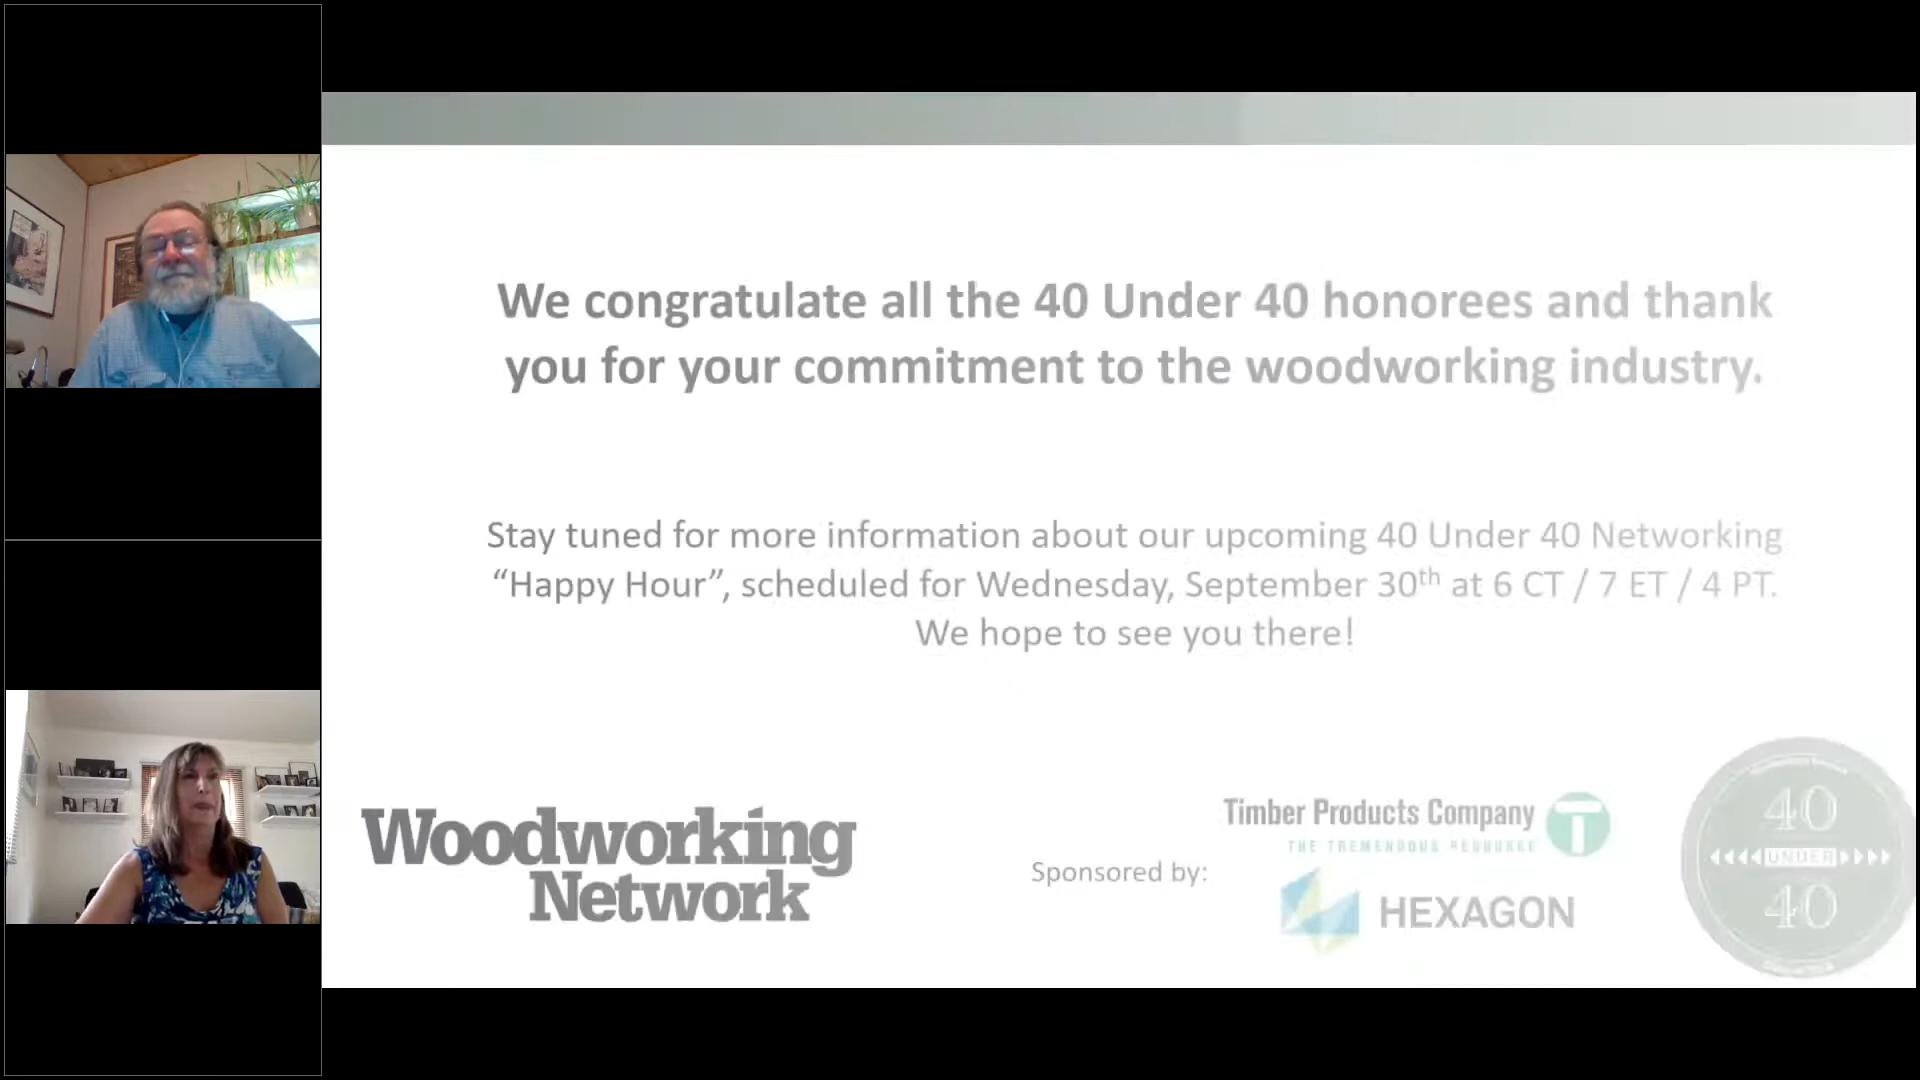 We congratulate all the 40 Under 40 honorees and thank
you for your commitment to the woodworking industry.
Stay tuned for more information about our upcoming 40 Under 40 Networking
“Happy Hour”, scheduled for Wednesday, September 30th at 6 CT / 7 ET / 4 PT.
We hope to see you there!
Woodworking
Network
Sponsored by:
Timber Products Company T
THE TREMENDOUS RESOURCE
HEXAGON
40
UNDER
40